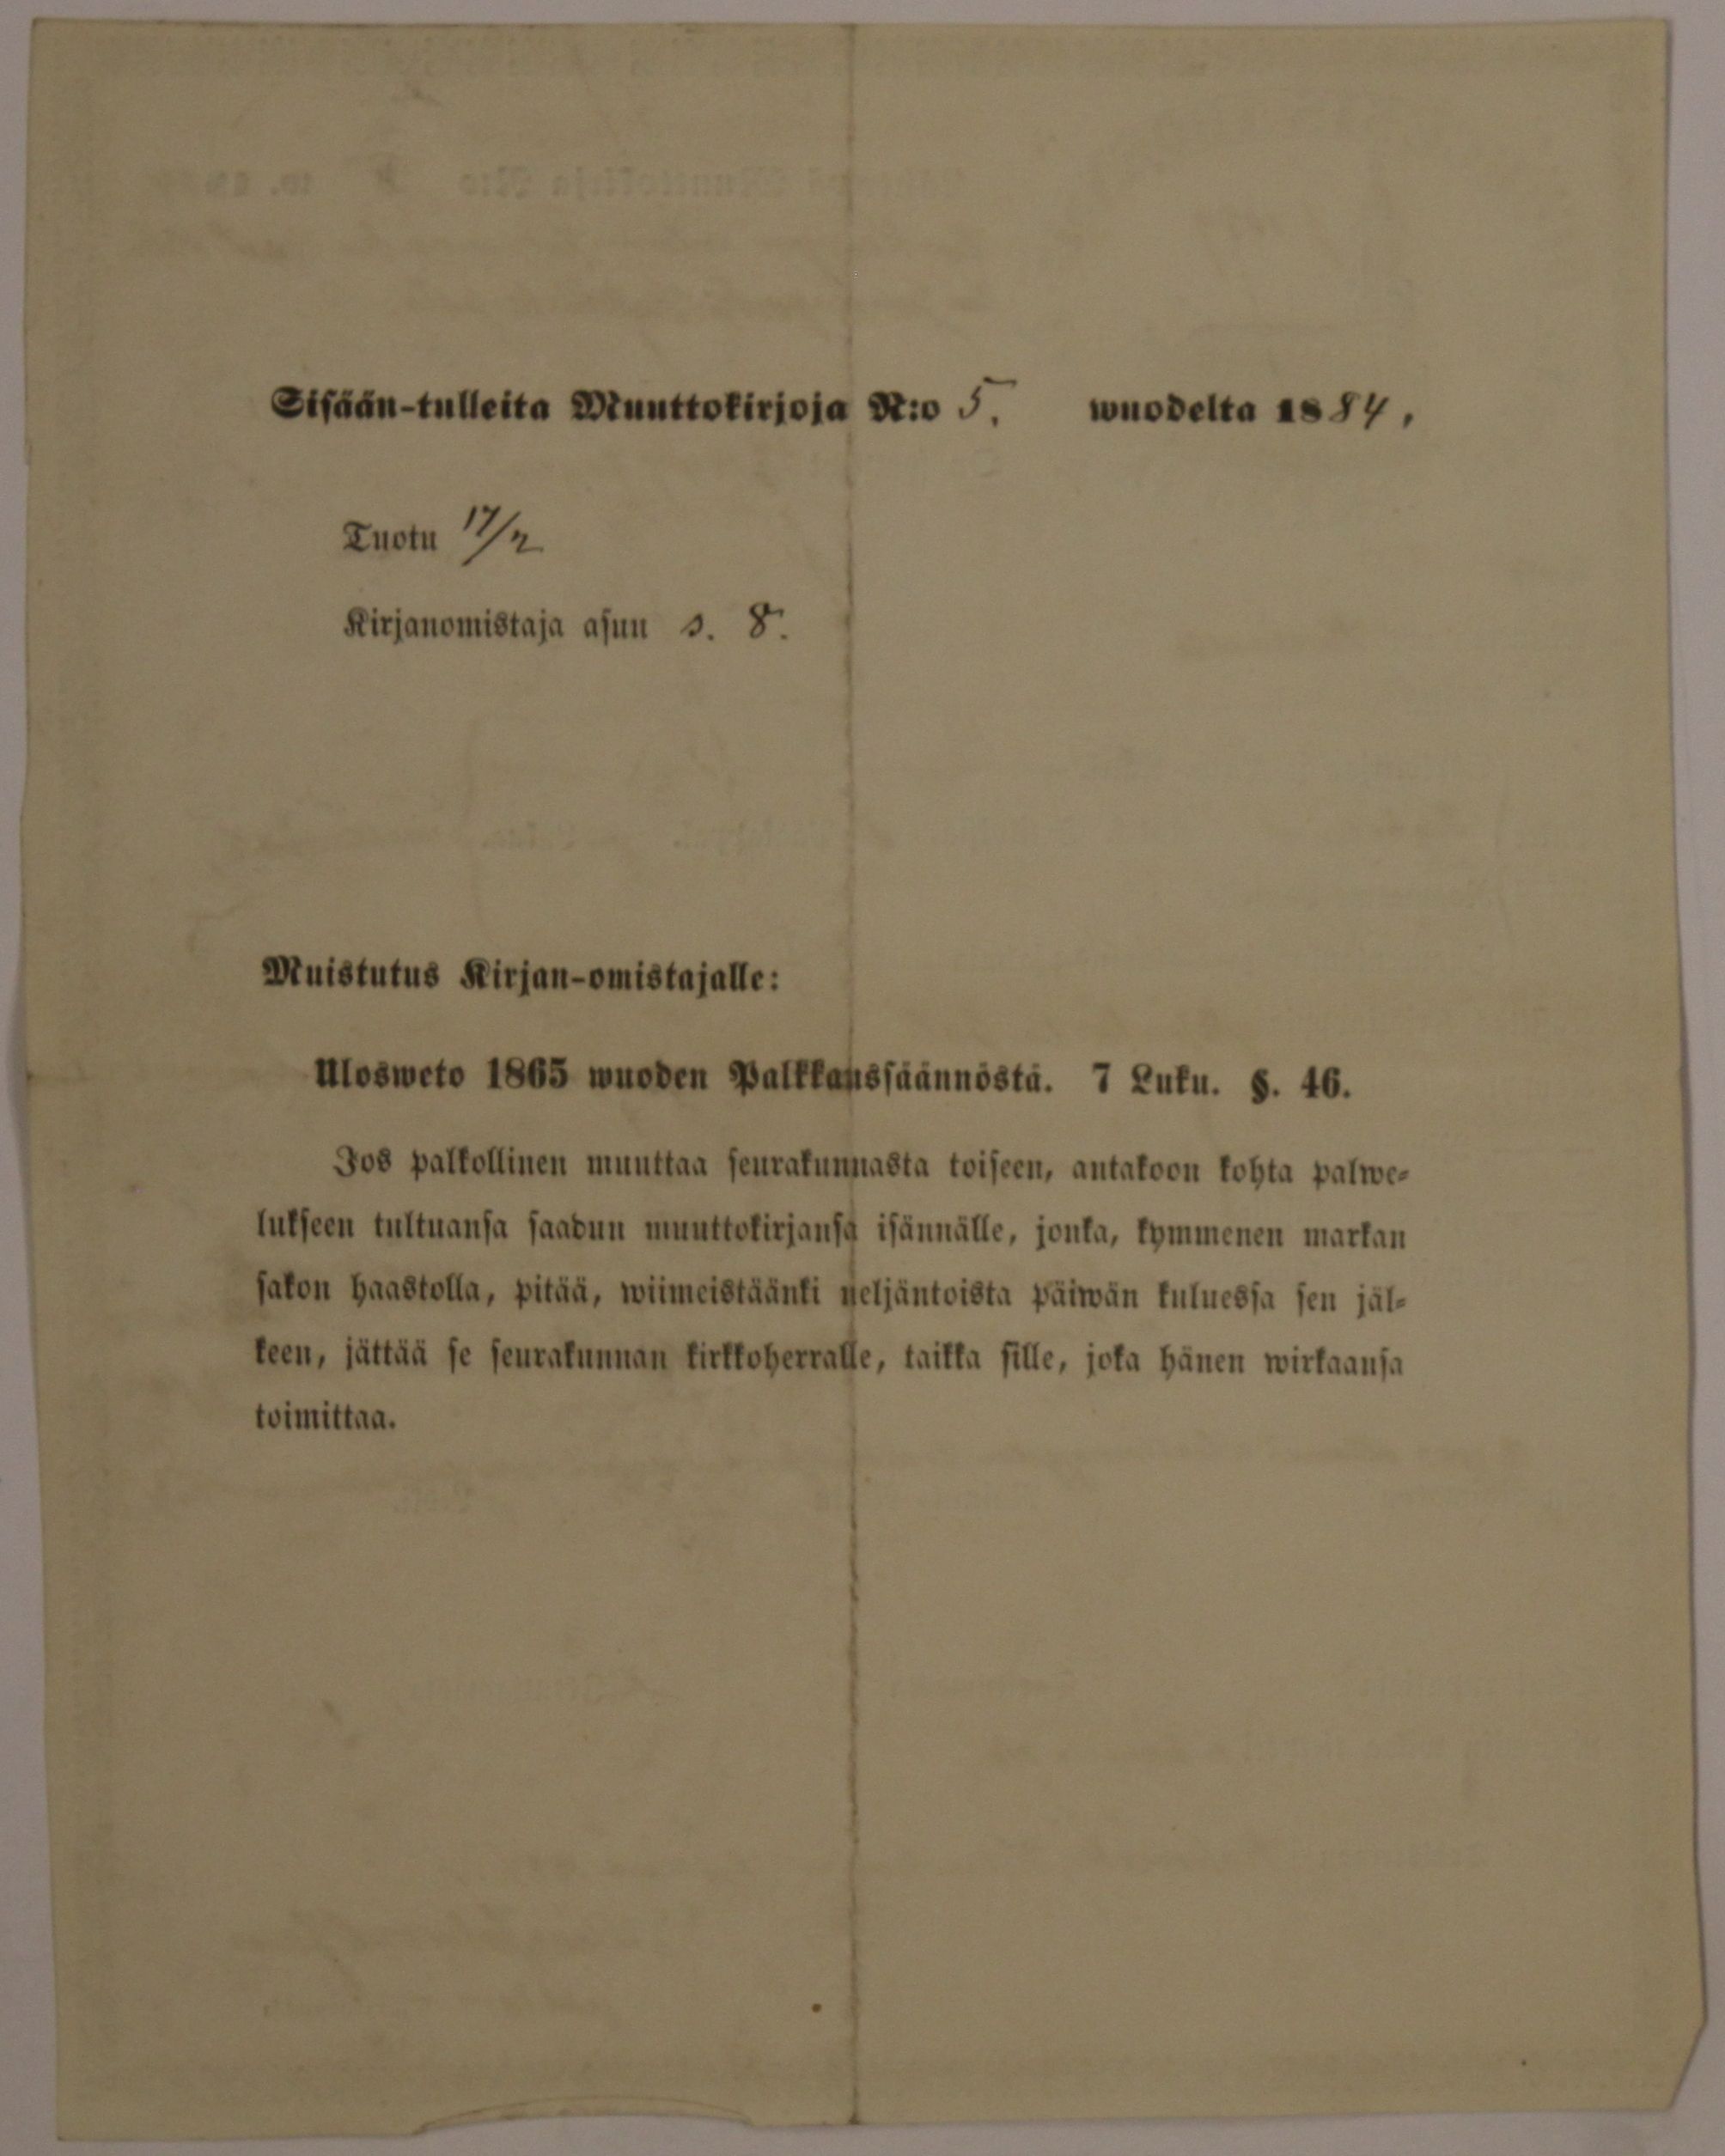 Sisään-tulleita Muuttokirjoja N:o 5. wuodelta 1884,
Tuotu 17/2
Kirjanomistaja asuu s. 8.
Muistutus Kirjan-omistajalle:
Ulosweto 1865 wuoden Palkkaussäännöstä. 7 Luku. §. 46.
Jos palkollinen muuttaa seurakunnasta toiseen, antakoon kohta palwe-
lukseen tultuansa saadun muuttokirjansa isännälle, jonka, kymmenen markan
sakon haastolla, pitää, wiimeistäänki neljäntoista päiwän kuluessa sen jäl-
keen, jättää se seurakunnan kirkkoherralle, taikka sille, joka hänen wirkaansa
toimittaa.